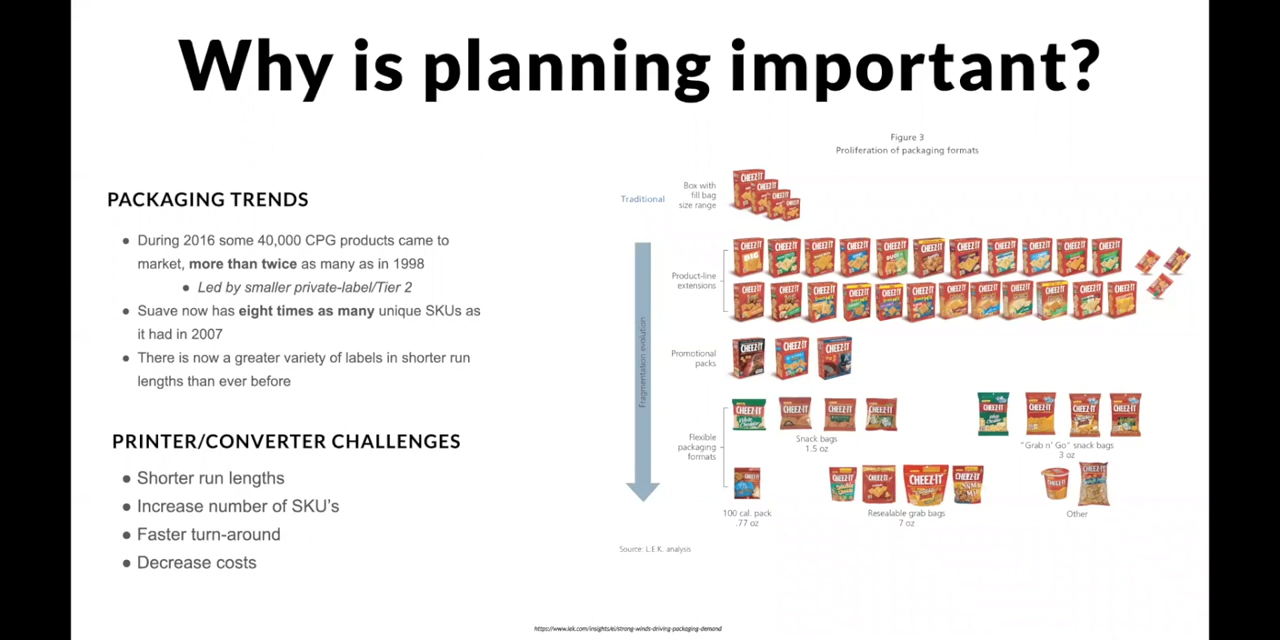 Why is planning important?
PACKAGING TRENDS
● During 2016 some 40,000 CPG products came to
market, more than twice as many as in 1998
● Led by smaller private-label/Tier 2
● Suave now has eight times as many unique SKUs as
it had in 2007
● There is now a greater variety of labels in shorter run
lengths than ever before
PRINTER/CONVERTER CHALLENGES
● Shorter run lengths
● Increase number of SKU's
● Faster turn-around
● Decrease costs
Figure 3
Proliferation of packaging formats
Traditional
Box with
fill bag
size range
Fragmentation evolution
Product-line
extensions
Promotional
packs
Flexible
packaging
formats
Snack bags
1.5 oz
"Grab n' Go" snack bags
3 oz
100 cal. pack
.77 oz
Resealable grab bags
7 oz
Other
CHEEZ-IT
Source: L.E.K. analysis
https://www.lek.com/insights/ei/strong-winds-driving-packaging-demand